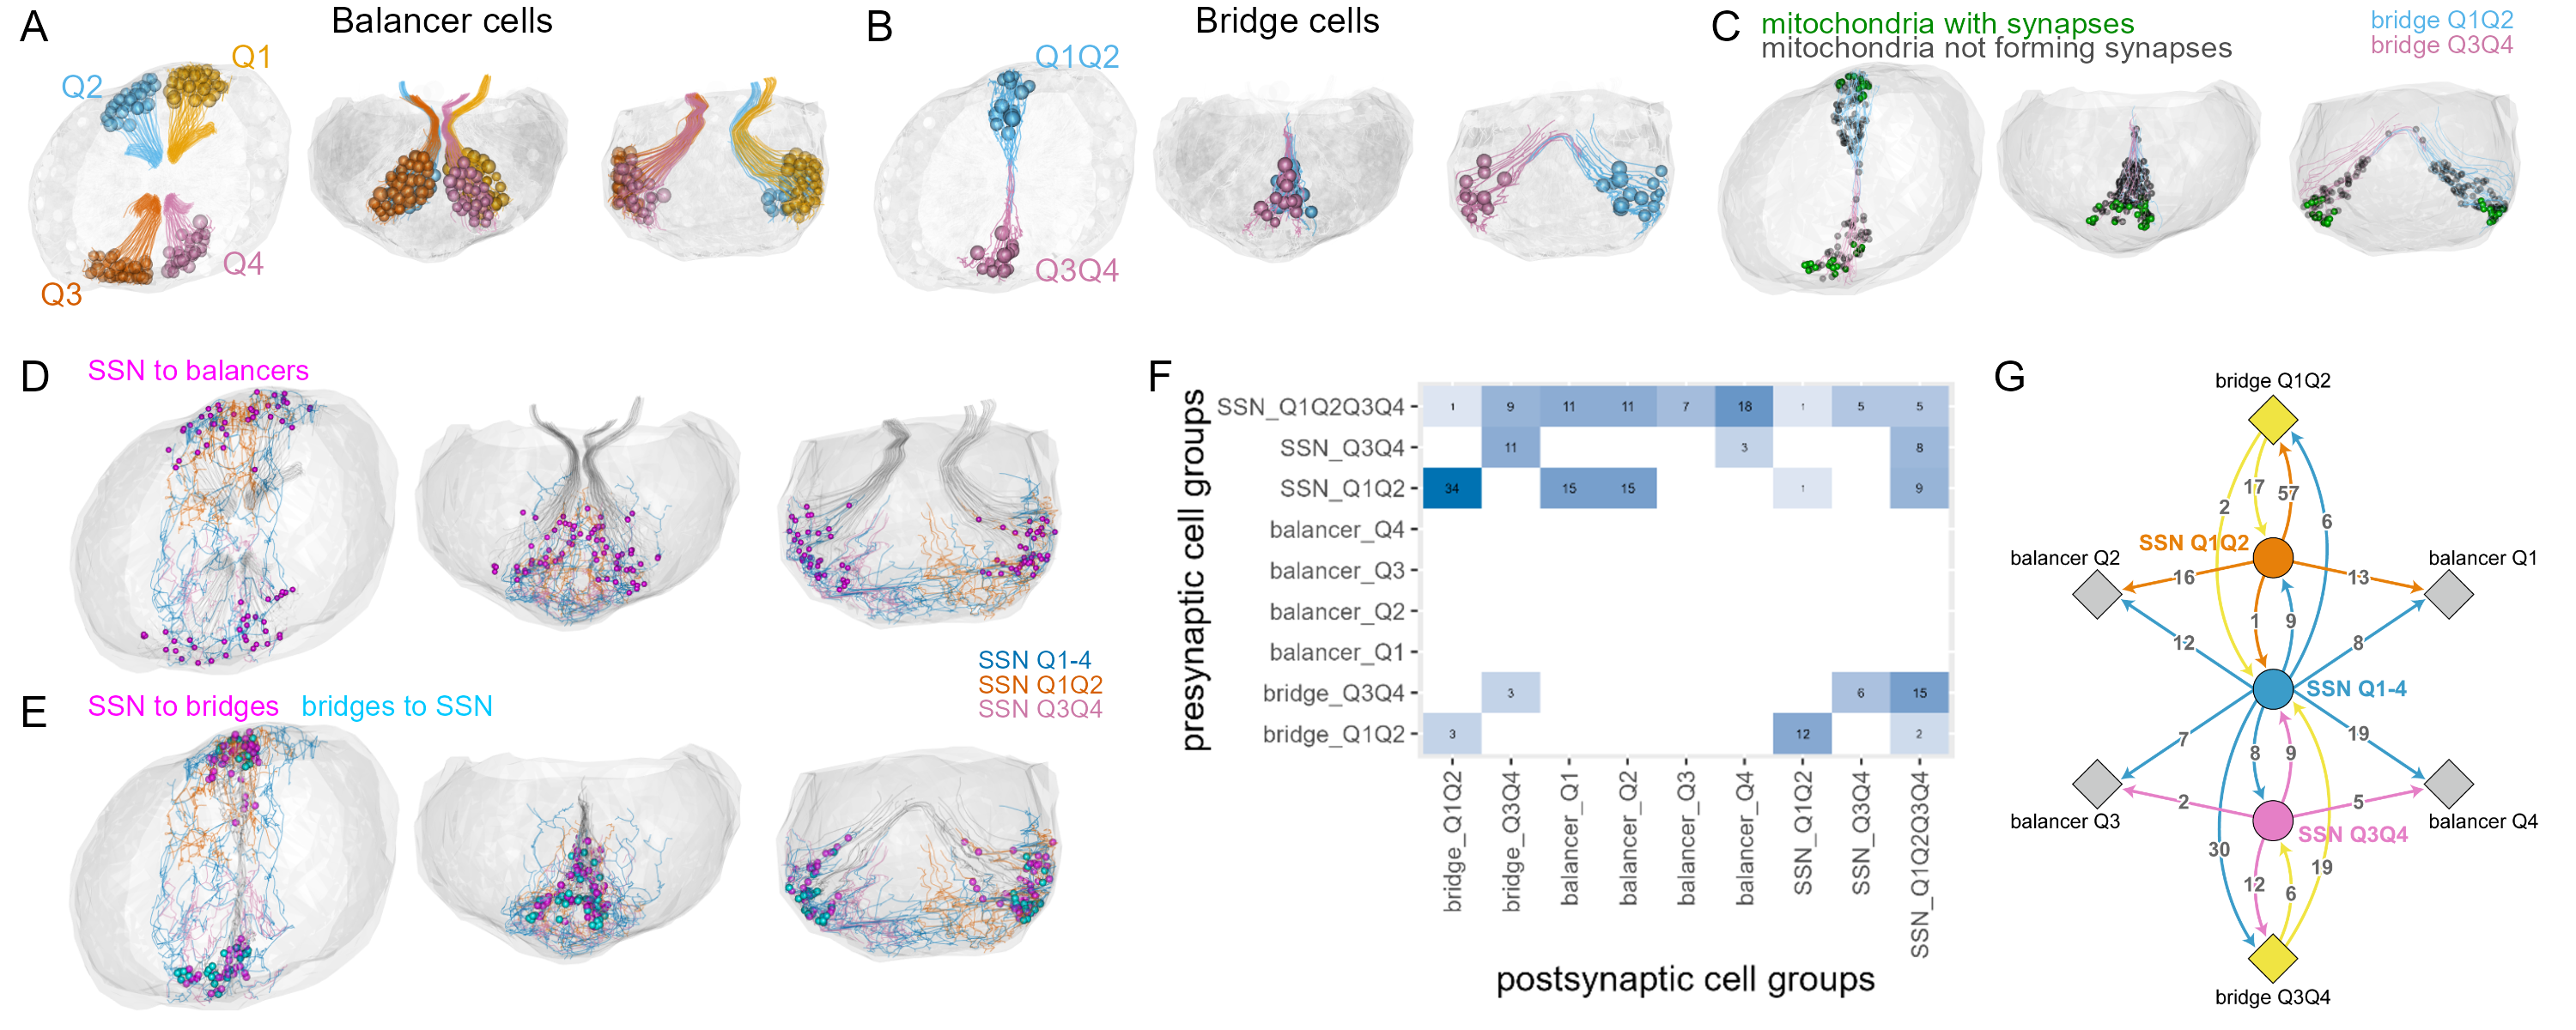 A
Balancer cells
Q2
Q1
Q3
Q4
B
Bridge cells
Q1Q2
Q3Q4
C
mitochondria with synapses
mitochondria not forming synapses
bridge Q1Q2
bridge Q3Q4
D
SSN to balancers
SSN Q1-4
SSN Q1Q2
SSN Q3Q4
E
SSN to bridges bridges to SSN
F
presynaptic cell groups
SSN_Q1Q2Q3Q4 1 9 11 11 7 18 1 5 5
SSN_Q3Q4 11 3 8
SSN_Q1Q2 34 15 15 1 9
balancer_Q4
balancer_Q3
balancer_Q2
balancer_Q1
bridge_Q3Q4 3 6 15
bridge_Q1Q2 3 12 2
bridge_Q1Q2
bridge_Q3Q4
balancer_Q1
balancer_Q2
balancer_Q3
balancer_Q4
SSN_Q1Q2
SSN_Q3Q4
SSN_Q1Q2Q3Q4
postsynaptic cell groups
G
bridge Q1Q2
2 17 57 6
SSN Q1Q2
balancer Q2
balancer Q1
16 13
1 9
12 8
SSN Q1-4
7 19
8 9
2 5
balancer Q3
balancer Q4
SSN Q3Q4
30 19
12 6
bridge Q3Q4